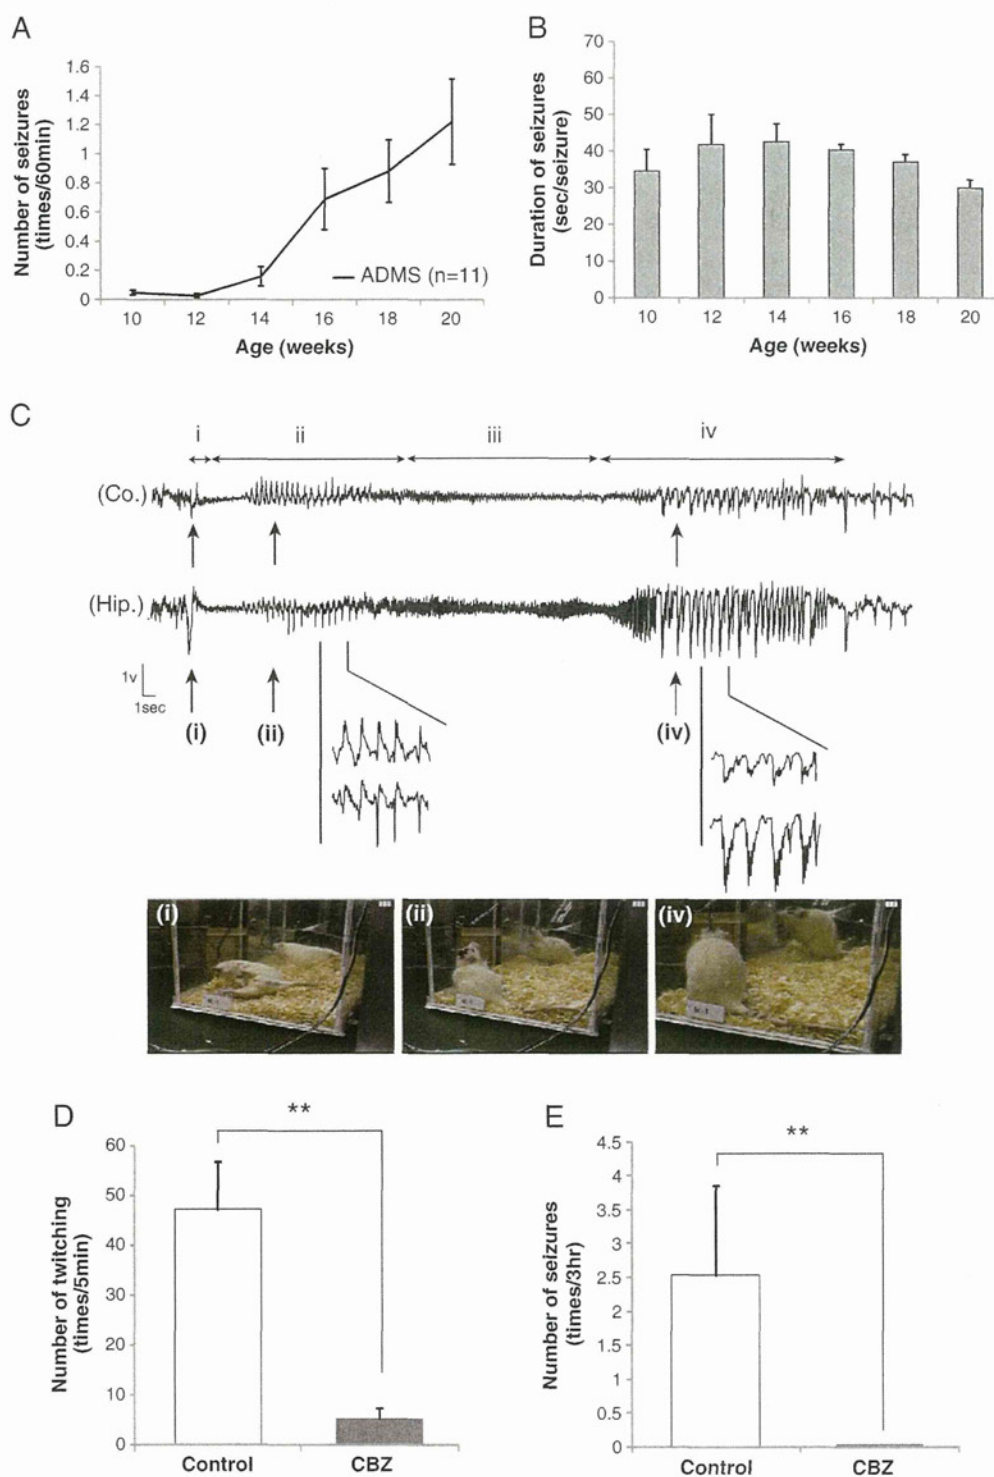 A
Number of seizures
(times/60min)
1.6
1.4
1.2
1
0.8
0.6
0.4
0.2
0
ADMS (n=11)
10 12 14 16 18 20
Age (weeks)
B
Duration of seizures
(sec/seizure)
70
60
50
40
30
20
10
0
10 12 14 16 18 20
Age (weeks)
C
i ii iii iv
(Co.)
(Hip.)
1v
1sec
(i) (ii) (iv)
(i) (ii) (iv)
D
**
Number of twitching
(times/5min)
60
50
40
30
20
10
0
Control CBZ
E
**
Number of seizures
(times/3hr)
4.5
4
3.5
3
2.5
2
1.5
1
0.5
0
Control CBZ